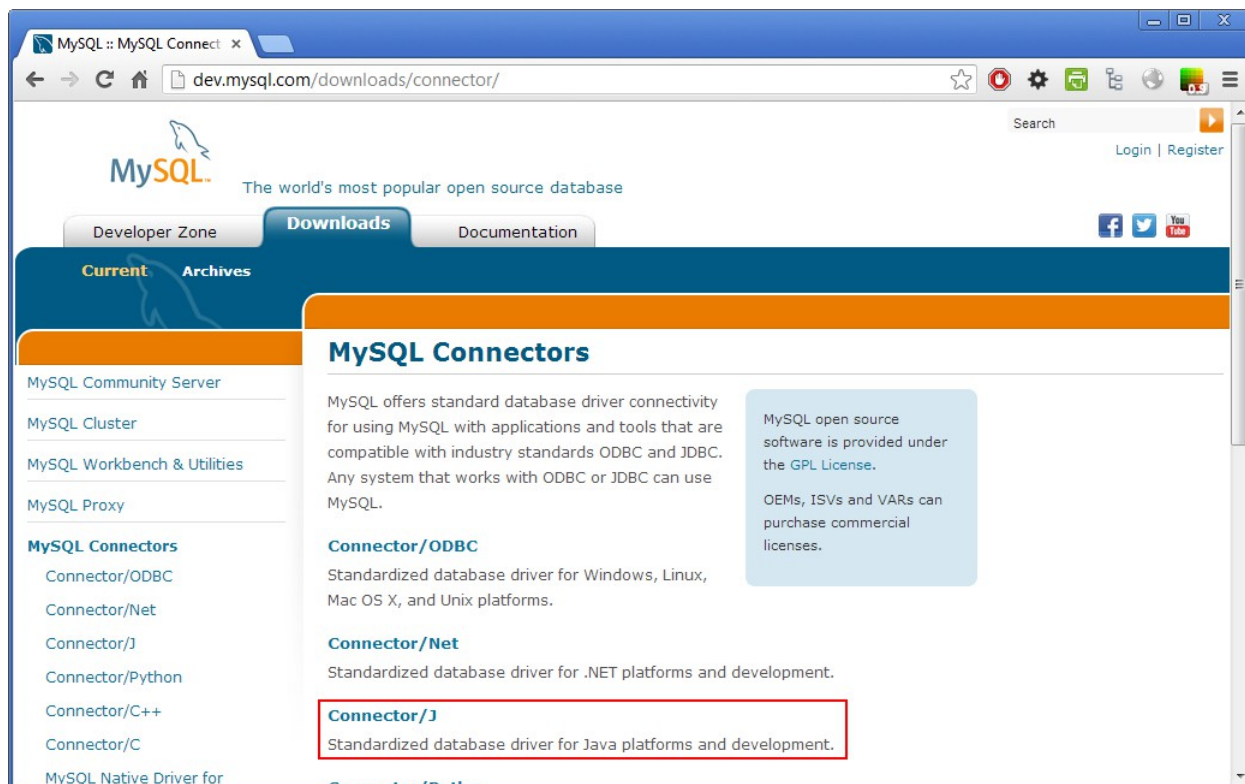 MySQL :: MySQL Connect
dev.mysql.com/downloads/connector/
Search
Login | Register
MySQL
The world's most popular open source database
Developer Zone
Downloads
Documentation
You
Tube
Current
Archives
MySQL Community Server
MySQL Cluster
MySQL Workbench & Utilities
MySQL Proxy
MySQL Connectors
Connector/ODBC
Connector/Net
Connector/J
Connector/Python
Connector/C++
Connector/C
MySQL Native Driver for
MySQL Connectors
MySQL offers standard database driver connectivity
for using MySQL with applications and tools that are
compatible with industry standards ODBC and JDBC.
Any system that works with ODBC or JDBC can use
MySQL.
MySQL open source
software is provided under
the GPL License.
OEMs, ISVs and VARs can
purchase commercial
licenses.
Connector/ODBC
Standardized database driver for Windows, Linux,
Mac OS X, and Unix platforms.
Connector/Net
Standardized database driver for .NET platforms and development.
Connector/J
Standardized database driver for Java platforms and development.